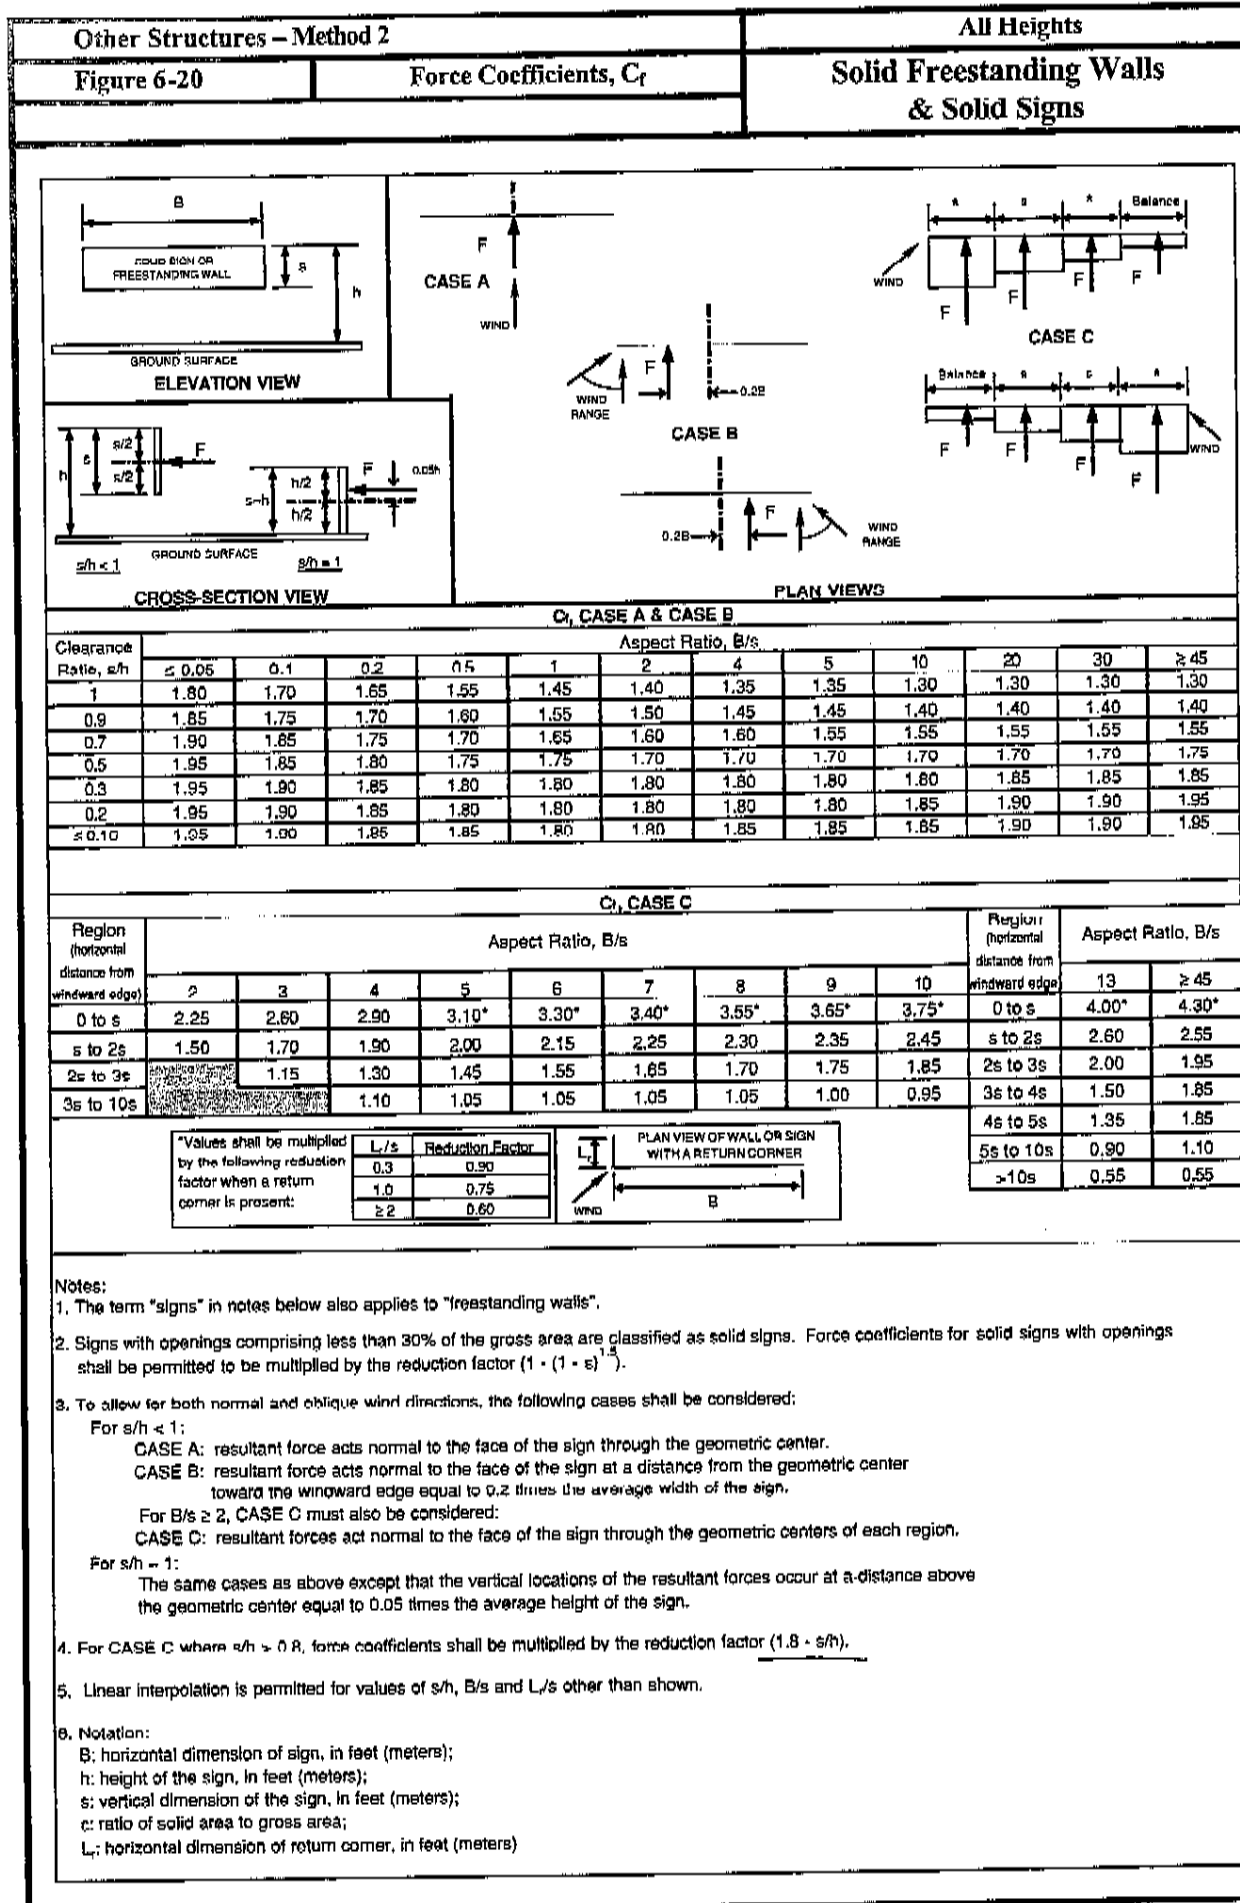 Other Structures – Method 2
All Heights
Figure 6-20
Force Coefficients, Cf
Solid Freestanding Walls
& Solid Signs
B
SOLID SIGN OR
FREESTANDING WALL
s
h
GROUND SURFACE
ELEVATION VIEW
h
s
s/2
s/2
F
s=h
h/2
h/2
F
0.05h
GROUND SURFACE
s/h < 1
s/h = 1
CROSS-SECTION VIEW
F
CASE A
WIND
WIND
RANGE
F
0.2B
CASE B
0.2B
F
WIND
RANGE
s s s Balance
WIND
F F F F
CASE C
Balance s s s
F F F F
WIND
PLAN VIEWS
Cf, CASE A & CASE B
Clearance
Ratio, s/h
Aspect Ratio, B/s
≤ 0.05 0.1 0.2 0.5 1 2 4 5 10 20 30 ≥ 45
1 1.80 1.70 1.65 1.55 1.45 1.40 1.35 1.35 1.30 1.30 1.30 1.30
0.9 1.85 1.75 1.70 1.60 1.55 1.50 1.45 1.45 1.40 1.40 1.40 1.40
0.7 1.90 1.85 1.75 1.70 1.65 1.60 1.60 1.55 1.55 1.55 1.55 1.55
0.5 1.95 1.85 1.80 1.75 1.75 1.70 1.70 1.70 1.70 1.70 1.70 1.75
0.3 1.95 1.90 1.85 1.80 1.80 1.80 1.80 1.80 1.80 1.85 1.85 1.85
0.2 1.95 1.90 1.85 1.80 1.80 1.80 1.80 1.80 1.85 1.90 1.90 1.95
≤ 0.10 1.95 1.90 1.85 1.85 1.80 1.80 1.85 1.85 1.85 1.90 1.90 1.95
Cf, CASE C
Region
(horizontal
distance from
windward edge)
Aspect Ratio, B/s
2 3 4 5 6 7 8 9 10
0 to s 2.25 2.60 2.90 3.10* 3.30* 3.40* 3.55* 3.65* 3.75*
s to 2s 1.50 1.70 1.90 2.00 2.15 2.25 2.30 2.35 2.45
2s to 3s 1.15 1.30 1.45 1.55 1.65 1.70 1.75 1.85
3s to 10s 1.10 1.05 1.05 1.05 1.05 1.00 0.95
Region
(horizontal
distance from
windward edge)
Aspect Ratio, B/s
13 ≥ 45
0 to s 4.00* 4.30*
s to 2s 2.60 2.55
2s to 3s 2.00 1.95
3s to 4s 1.50 1.85
4s to 5s 1.35 1.85
5s to 10s 0.90 1.10
>10s 0.55 0.55
*Values shall be multiplied
by the following reduction
factor when a return
corner is present:
Lr/s Reduction Factor
0.3 0.90
1.0 0.75
≥ 2 0.60
PLAN VIEW OF WALL OR SIGN
WITH A RETURN CORNER
Lr
WIND
B
Notes:
1. The term "signs" in notes below also applies to "freestanding walls".
2. Signs with openings comprising less than 30% of the gross area are classified as solid signs. Force coefficients for solid signs with openings
shall be permitted to be multiplied by the reduction factor (1 - (1 - ε)^1.5).
3. To allow for both normal and oblique wind directions, the following cases shall be considered:
For s/h < 1:
CASE A: resultant force acts normal to the face of the sign through the geometric center.
CASE B: resultant force acts normal to the face of the sign at a distance from the geometric center
toward the windward edge equal to 0.2 times the average width of the sign.
For B/s ≥ 2, CASE C must also be considered:
CASE C: resultant forces act normal to the face of the sign through the geometric centers of each region.
For s/h = 1:
The same cases as above except that the vertical locations of the resultant forces occur at a distance above
the geometric center equal to 0.05 times the average height of the sign.
4. For CASE C where s/h > 0.8, force coefficients shall be multiplied by the reduction factor (1.8 - s/h).
5. Linear interpolation is permitted for values of s/h, B/s and Lr/s other than shown.
6. Notation:
B: horizontal dimension of sign, in feet (meters);
h: height of the sign, in feet (meters);
s: vertical dimension of the sign, in feet (meters);
ε: ratio of solid area to gross area;
Lr: horizontal dimension of return corner, in feet (meters)